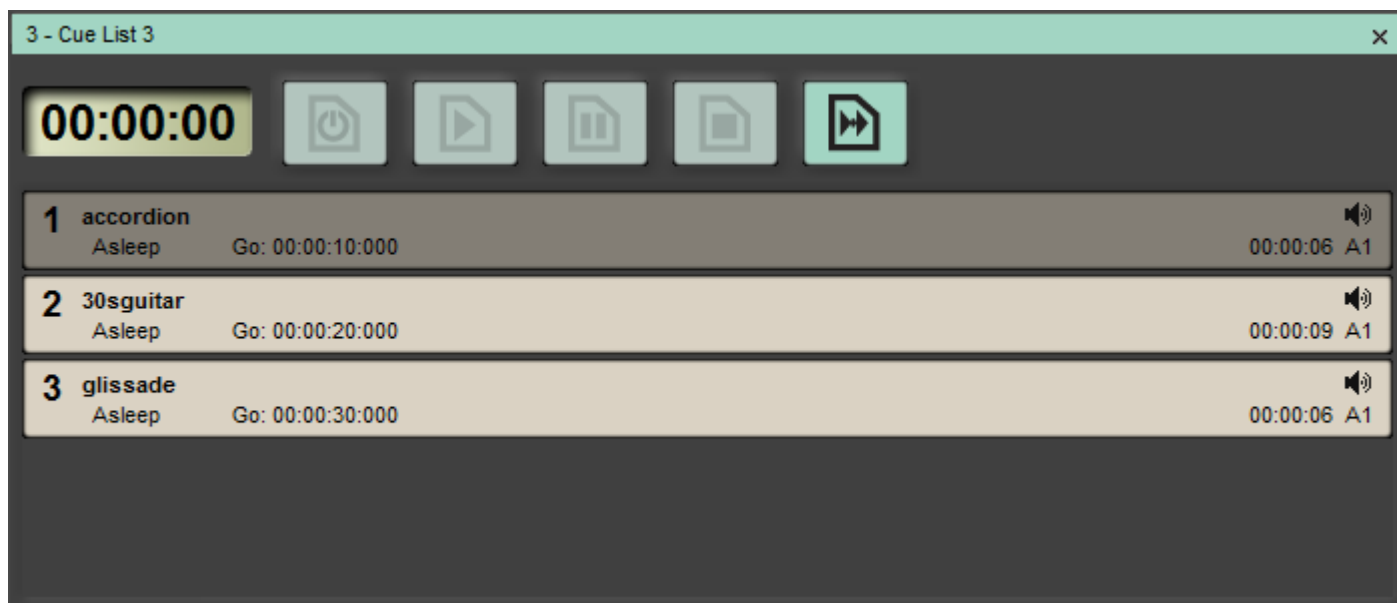 3 - Cue List 3
00:00:00
1 accordion
Asleep Go: 00:00:10:000 00:00:06 A1
2 30sguitar
Asleep Go: 00:00:20:000 00:00:09 A1
3 glissade
Asleep Go: 00:00:30:000 00:00:06 A1